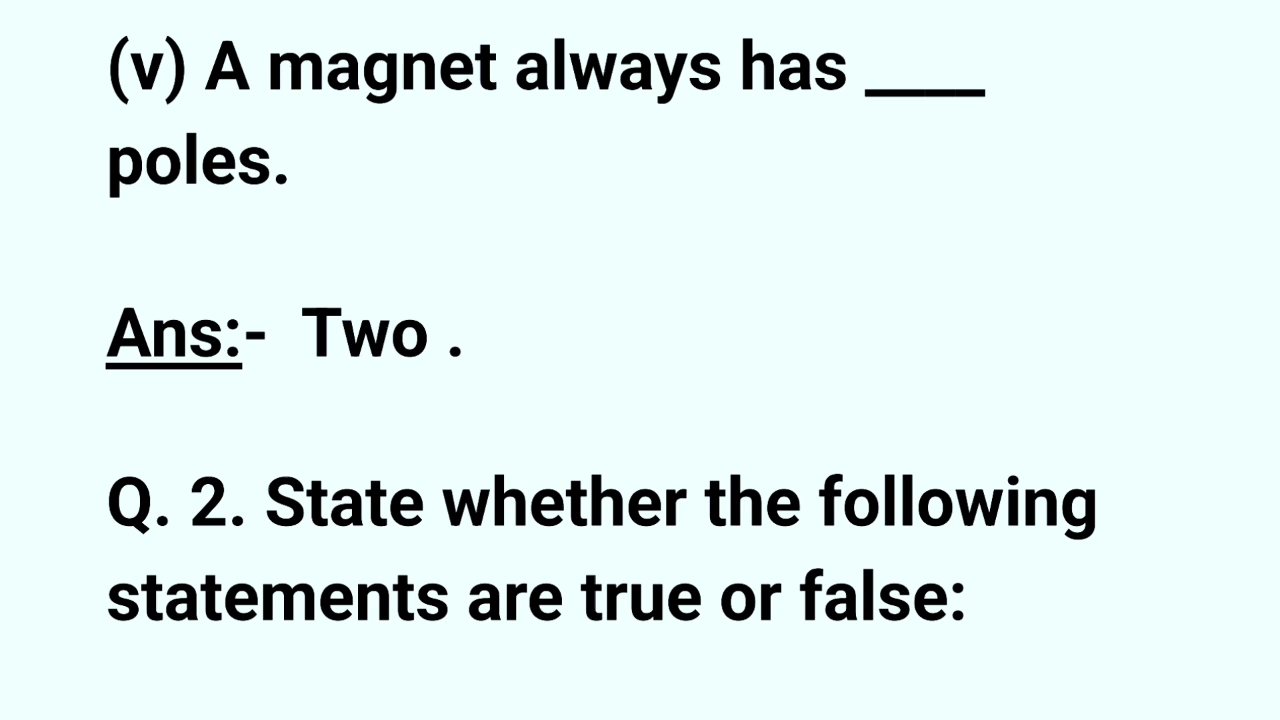 (v) A magnet always has ____
poles.
Ans:-  Two .
Q. 2. State whether the following
statements are true or false: